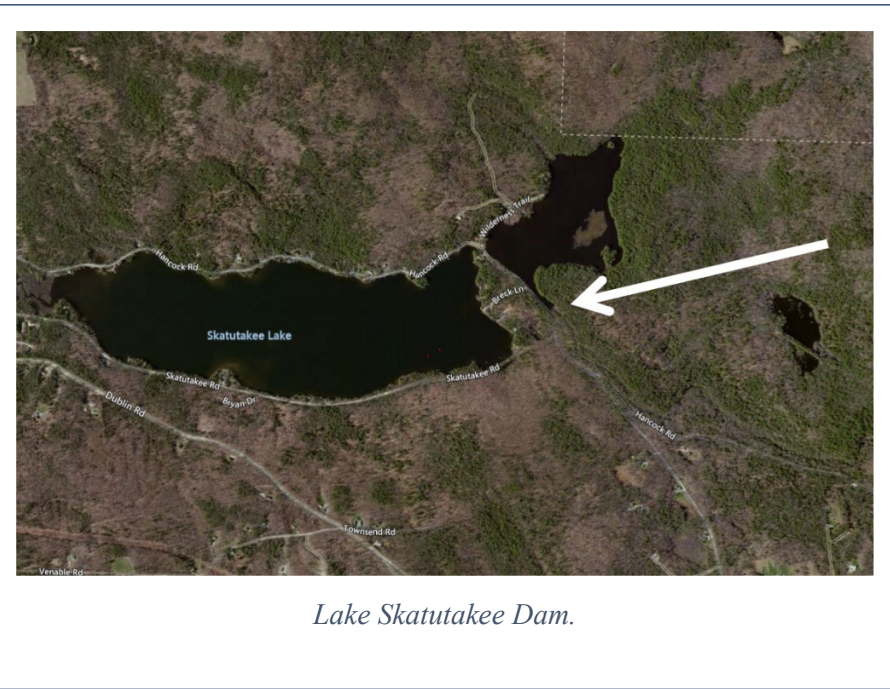 Wilderness Trail
Hancock Rd
Hancock Rd
Breck Ln
Skatutakee Lake
Skatutakee Rd
Skatutakee Rd
Bryan Dr
Dublin Rd
Hancock Rd
Townsend Rd
Venable Rd
Lake Skatutakee Dam.